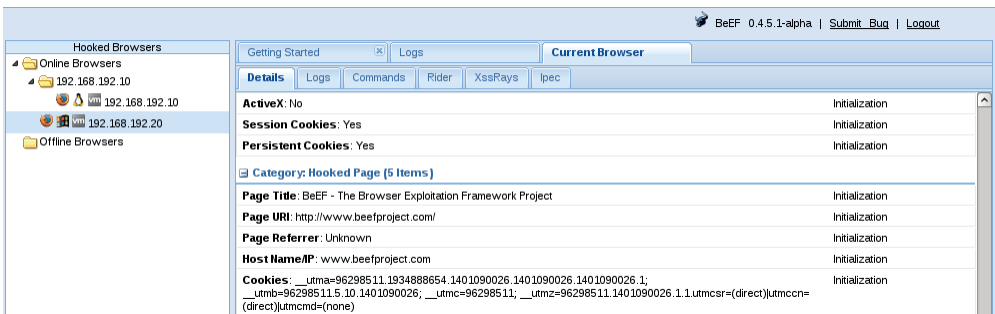 BeEF 0.4.5.1-alpha | Submit Bug | Logout
Hooked Browsers
Online Browsers
192.168.192.10
192.168.192.10
192.168.192.20
Offline Browsers
Getting Started
Logs
Current Browser
Details
Logs
Commands
Rider
XssRays
Ipec
ActiveX: No Initialization
Session Cookies: Yes Initialization
Persistent Cookies: Yes Initialization
Category: Hooked Page (5 Items)
Page Title: BeEF - The Browser Exploitation Framework Project Initialization
Page URI: http://www.beefproject.com/ Initialization
Page Referrer: Unknown Initialization
Host Name/IP: www.beefproject.com Initialization
Cookies: __utma=96298511.1934888654.1401090026.1401090026.1401090026.1; Initialization
__utmb=96298511.5.10.1401090026; __utmc=96298511; __utmz=96298511.1401090026.1.1.utmcsr=(direct)|utmccn=
(direct)|utmcmd=(none)